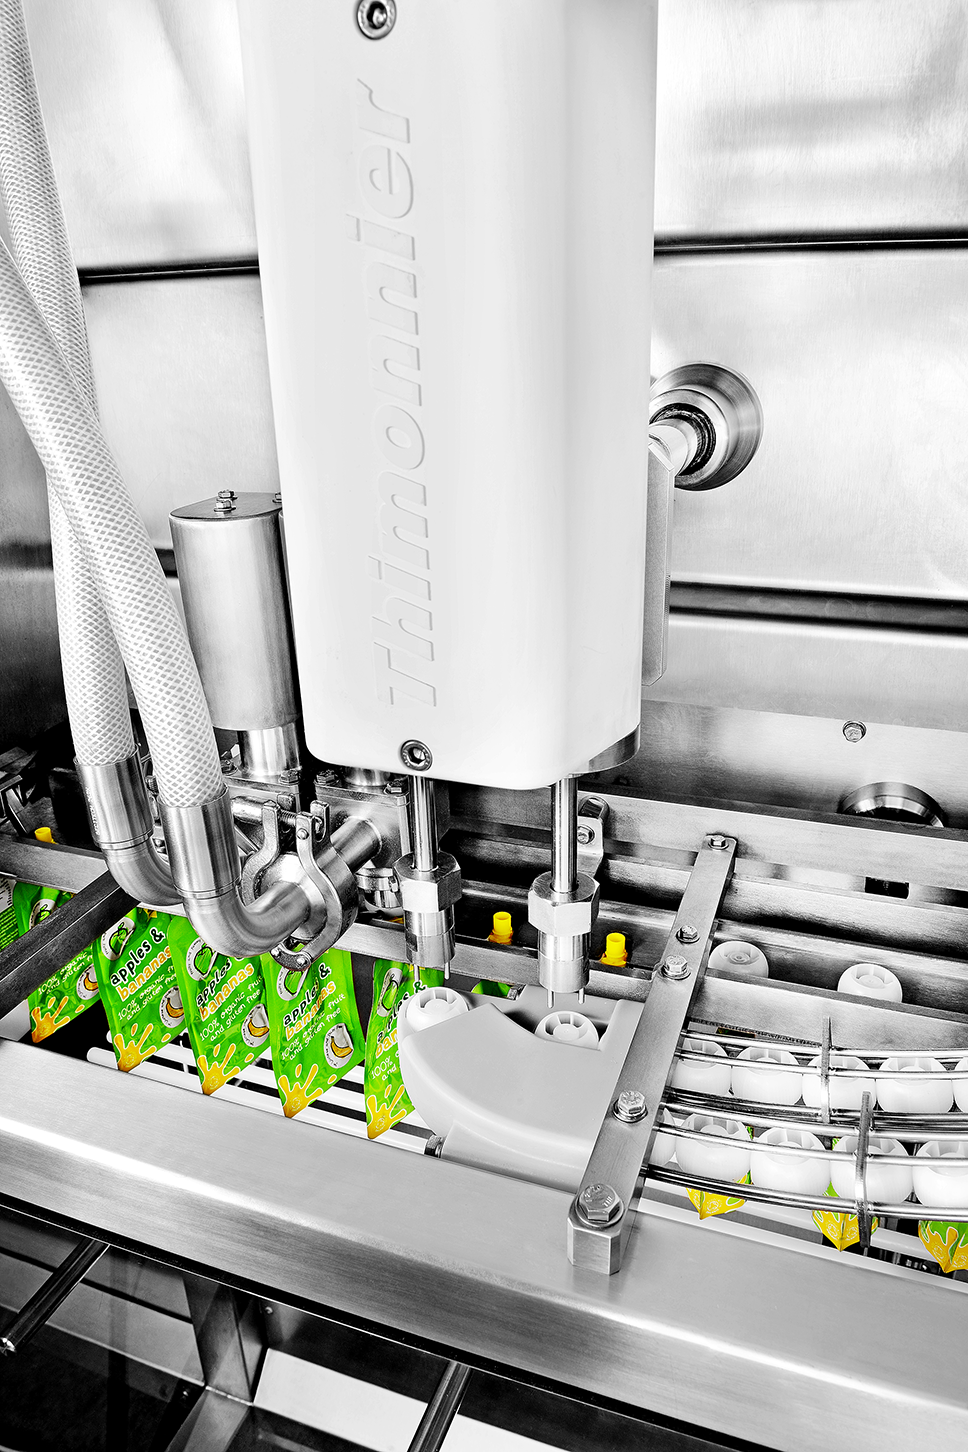 Thimonnier
apples &
bananas
100% organic fruit
and gluten free
apples &
bananas
100% organic fruit
and gluten free
apples &
bananas
100% organic fruit
and gluten free